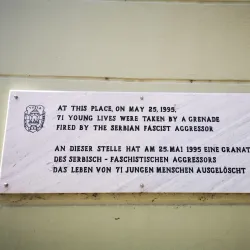 AT THIS PLACE, ON MAY 25, 1995.
71 YOUNG LIVES WERE TAKEN BY A GRENADE
FIRED BY THE SERBIAN FASCIST AGGRESSOR
AN DIESER STELLE HAT AM 25. MAI 1995 EINE GRANAT
DES SERBISCH - FASCHISTISCHEN AGGRESSORS
DAS LEBEN VON 71 JUNGEN MENSCHEN AUSGELÖSCHT